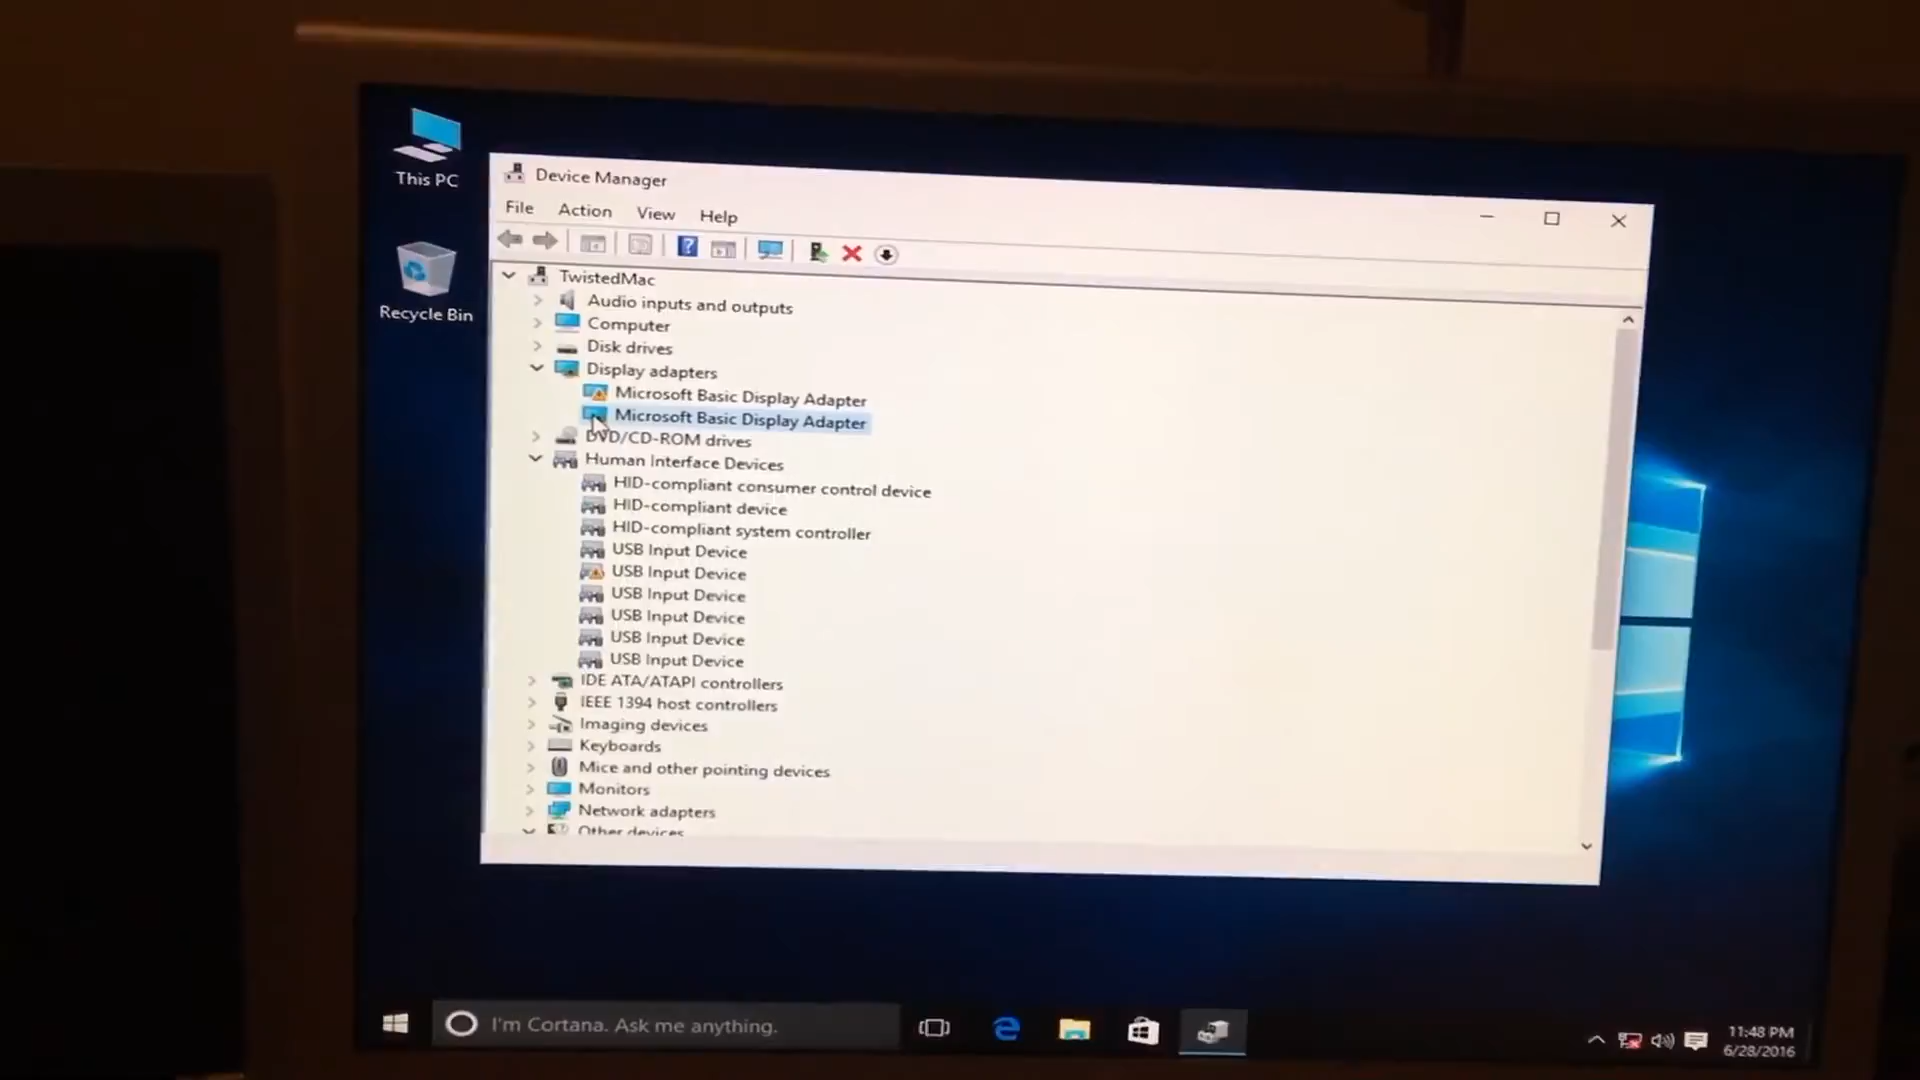 This PC
Recycle Bin
Device Manager
File Action View Help
TwistedMac
Audio inputs and outputs
Computer
Disk drives
Display adapters
Microsoft Basic Display Adapter
Microsoft Basic Display Adapter
DVD/CD-ROM drives
Human Interface Devices
HID-compliant consumer control device
HID-compliant device
HID-compliant system controller
USB Input Device
USB Input Device
USB Input Device
USB Input Device
USB Input Device
USB Input Device
IDE ATA/ATAPI controllers
IEEE 1394 host controllers
Imaging devices
Keyboards
Mice and other pointing devices
Monitors
Network adapters
Other devices
I'm Cortana. Ask me anything.
11:48 PM
6/28/2016